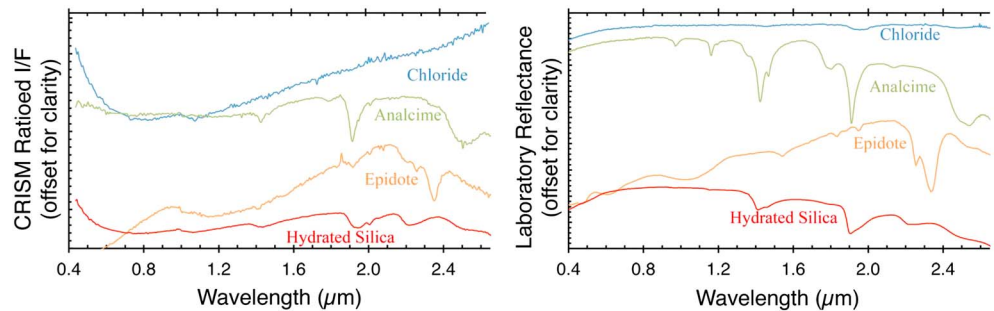 CRISM Ratioed I/F
(offset for clarity)
Chloride
Analcime
Epidote
Hydrated Silica
0.4 0.8 1.2 1.6 2.0 2.4
Wavelength (µm)
Laboratory Reflectance
(offset for clarity)
Chloride
Analcime
Epidote
Hydrated Silica
0.4 0.8 1.2 1.6 2.0 2.4
Wavelength (µm)